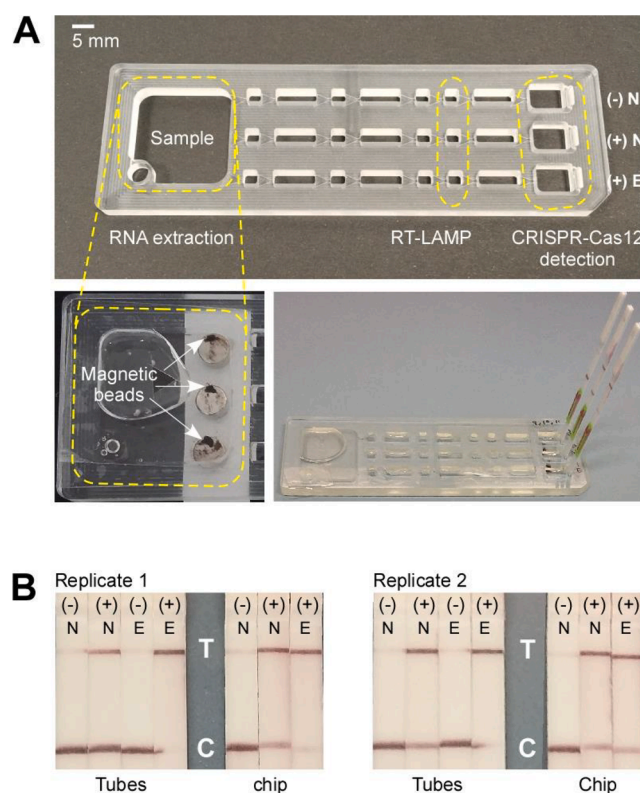 A
5 mm
Sample
(-) N
(+) N
(+) E
RNA extraction
RT-LAMP
CRISPR-Cas12
detection
Magnetic
beads
B
Replicate 1
Replicate 2
(-) (+) (-) (+) (-) (+) (+)
N N E E N N E
(-) (+) (-) (+) (-) (+) (+)
N N E E N N E
T
T
C
C
Tubes
chip
Tubes
Chip